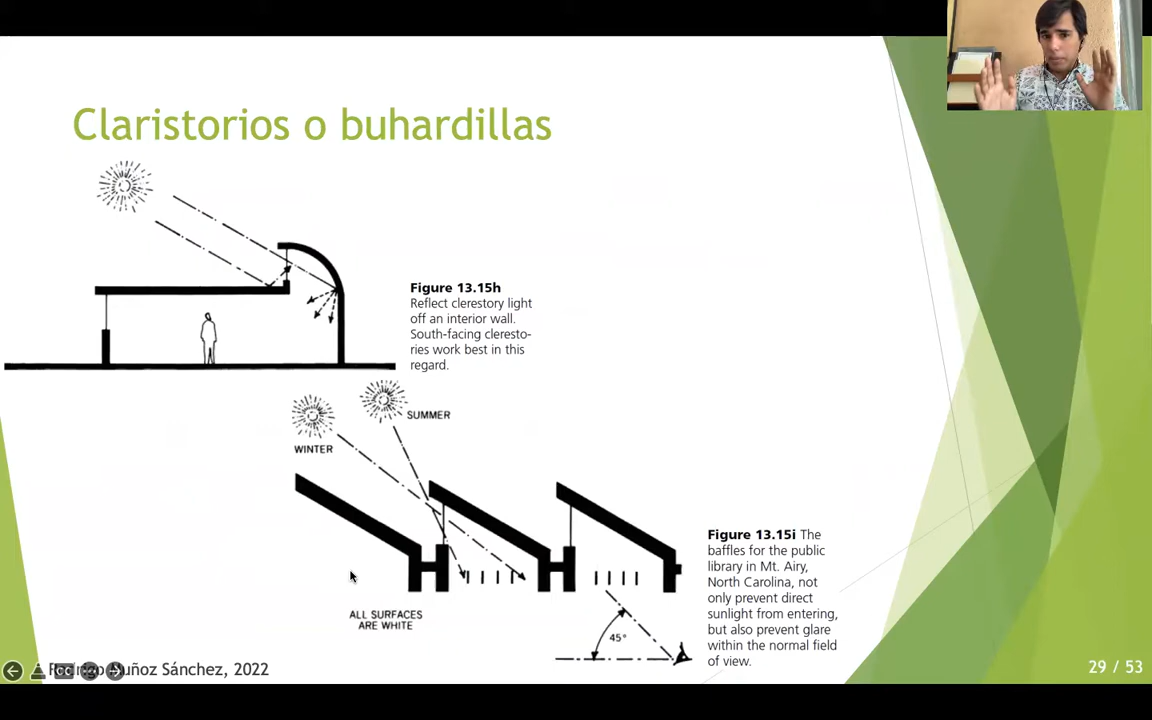 Claristorios o buhardillas
Figure 13.15h
Reflect clerestory light
off an interior wall.
South-facing cleresto-
ries work best in this
regard.
SUMMER
WINTER
ALL SURFACES
ARE WHITE
45°
Figure 13.15i The
baffles for the public
library in Mt. Airy,
North Carolina, not
only prevent direct
sunlight from entering,
but also prevent glare
within the normal field
of view.
Rodrigo Muñoz Sánchez, 2022
29 / 53